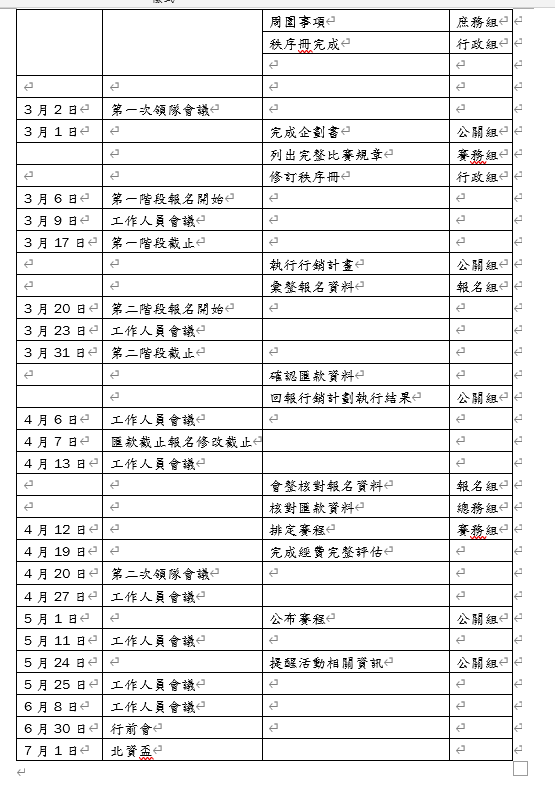 周圍事項 庶務組
秩序冊完成 行政組
3 月 2 日 第一次領隊會議
3 月 1 日 完成企劃書 公關組
列出完整比賽規章 賽務組
修訂秩序冊 行政組
3 月 6 日 第一階段報名開始
3 月 9 日 工作人員會議
3 月 17 日 第一階段截止
執行行銷計畫 公關組
彙整報名資料 報名組
3 月 20 日 第二階段報名開始
3 月 23 日 工作人員會議
3 月 31 日 第二階段截止
確認匯款資料
回報行銷計劃執行結果 公關組
4 月 6 日 工作人員會議
4 月 7 日 匯款截止報名修改截止
4 月 13 日 工作人員會議
會整核對報名資料 報名組
核對匯款資料 總務組
4 月 12 日 排定賽程 賽務組
4 月 19 日 完成經費完整評估
4 月 20 日 第二次領隊會議
4 月 27 日 工作人員會議
5 月 1 日 公布賽程 公關組
5 月 11 日 工作人員會議
5 月 24 日 提醒活動相關資訊 公關組
5 月 25 日 工作人員會議
6 月 8 日 工作人員會議
6 月 30 日 行前會
7 月 1 日 北資盃